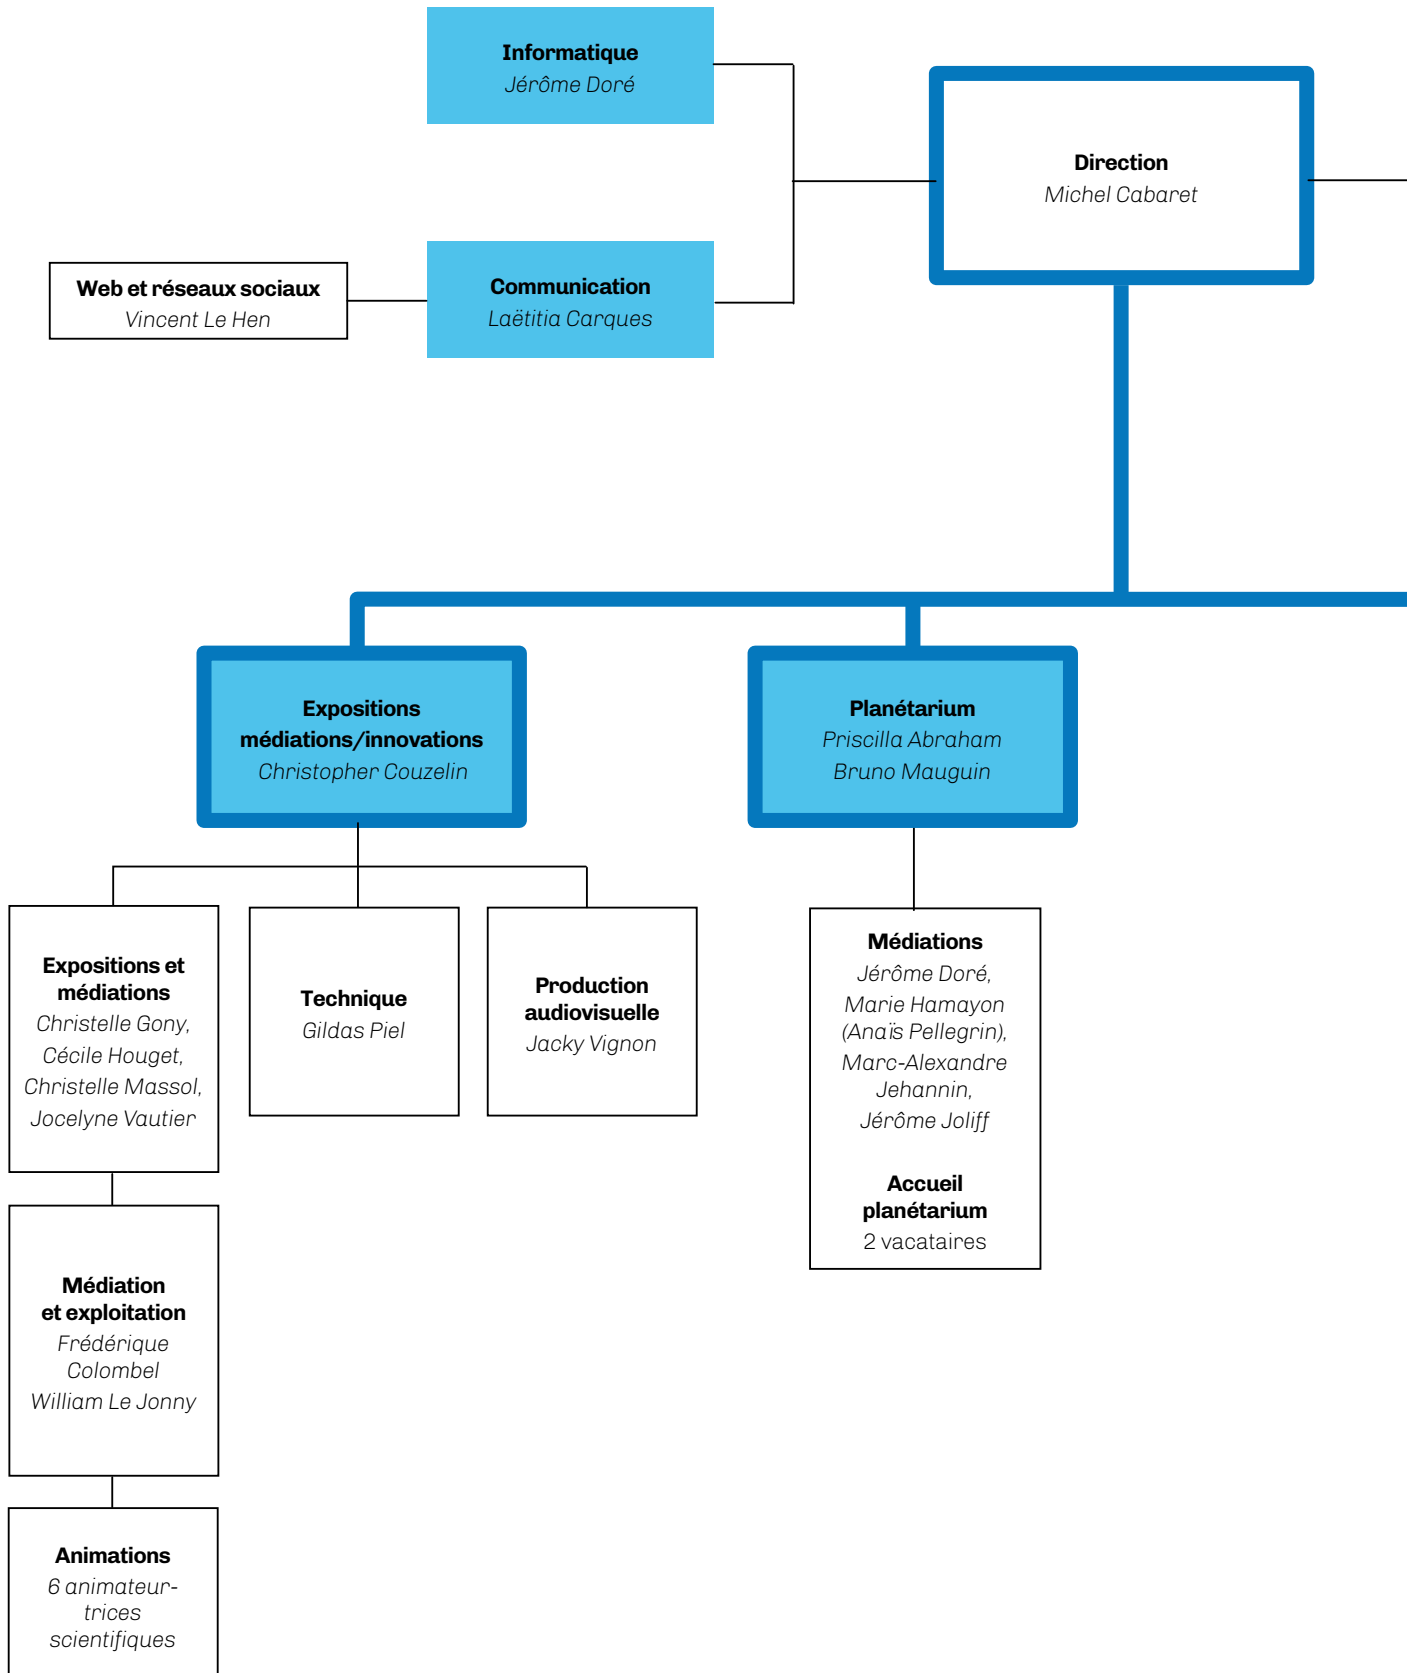 Informatique
Jérôme Doré
Direction
Michel Cabaret
Web et réseaux sociaux
Vincent Le Hen
Communication
Laëtitia Carques
Expositions
médiations/innovations
Christopher Couzelin
Planétarium
Priscilla Abraham
Bruno Mauguin
Expositions et
médiations
Christelle Gony,
Cécile Houget,
Christelle Massol,
Jocelyne Vautier
Technique
Gildas Piel
Production
audiovisuelle
Jacky Vignon
Médiations
Jérôme Doré,
Marie Hamayon
(Anaïs Pellegrin),
Marc-Alexandre
Jehannin,
Jérôme Joliff
Accueil
planétarium
2 vacataires
Médiation
et exploitation
Frédérique
Colombel
William Le Jonny
Animations
6 animateur-
trices
scientifiques